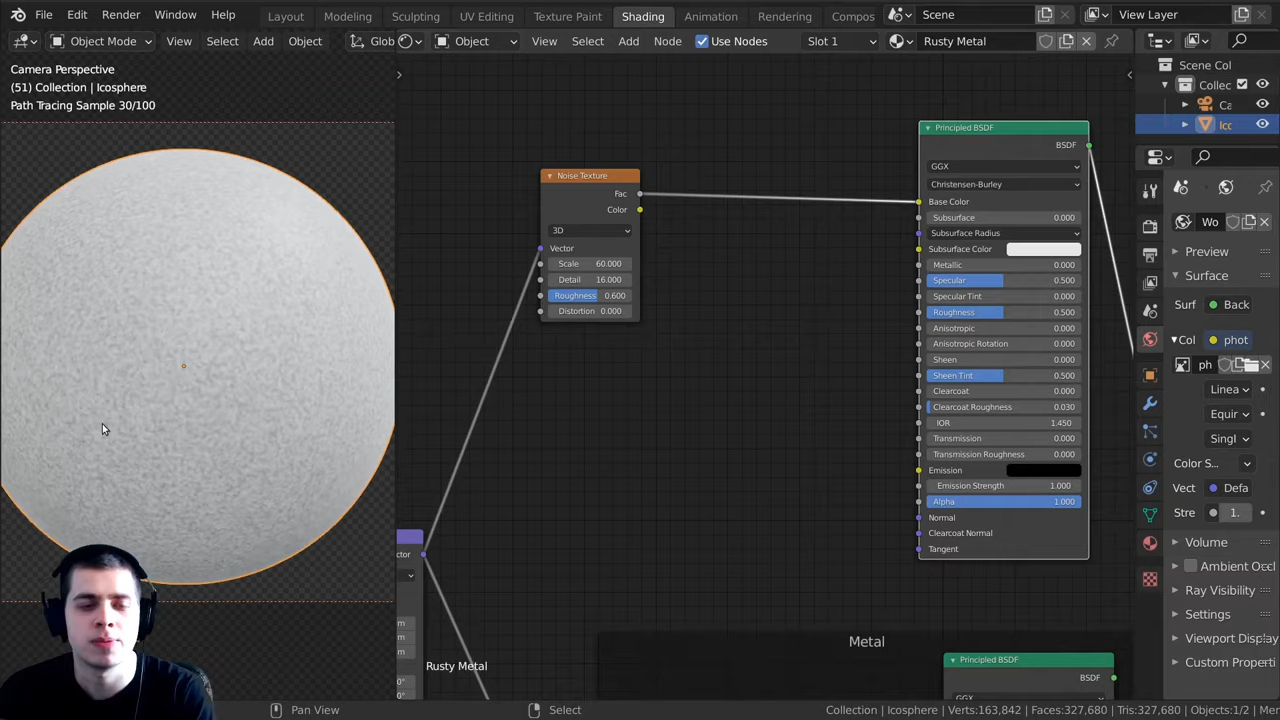 File Edit Render Window Help Layout Modeling Sculpting UV Editing Texture Paint Shading Animation Rendering Compos Scene View Layer
Object Mode View Select Add Object Glob Object View Select Add Node Use Nodes Slot 1 Rusty Metal
Camera Perspective
(51) Collection | Icosphere
Path Tracing Sample 30/100
Noise Texture
Fac
Color
3D
Vector
Scale 60.000
Detail 16.000
Roughness 0.600
Distortion 0.000
ctor
m
m
m
Rusty Metal
Principled BSDF
BSDF
GGX
Christensen-Burley
Base Color
Subsurface 0.000
Subsurface Radius
Subsurface Color
Metallic 0.000
Specular 0.500
Specular Tint 0.000
Roughness 0.500
Anisotropic 0.000
Anisotropic Rotation 0.000
Sheen 0.000
Sheen Tint 0.500
Clearcoat 0.000
Clearcoat Roughness 0.030
IOR 1.450
Transmission 0.000
Transmission Roughness 0.000
Emission
Emission Strength 1.000
Alpha 1.000
Normal
Clearcoat Normal
Tangent
Metal
Principled BSDF
BSDF
GGX
Scene Col
Collec
Ca
Ico
Wo
Preview
Surface
Surf Back
Col phot
ph
Linea
Equir
Singl
Color S...
Vect Defa
Stre 1.
Volume
Ambient Occl
Ray Visibility
Settings
Viewport Display
Custom Properti
Pan View Select Collection | Icosphere | Verts:163,842 | Faces:327,680 | Tris:327,680 | Objects:1/2 | Mer